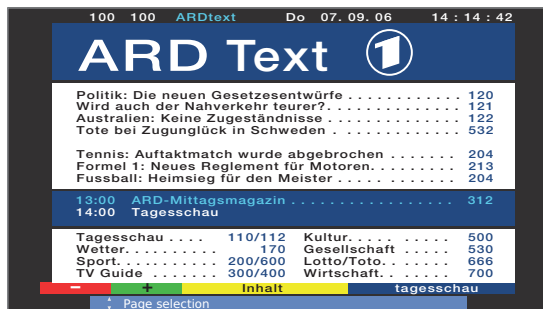 100 100 ARDtext Do 07. 09. 06 14 : 14 : 42
ARD Text 1
Politik: Die neuen Gesetzesentwürfe . . . . . . . . . . . . 120
Wird auch der Nahverkehr teurer?. . . . . . . . . . . . . 121
Australien: Keine Zugeständnisse . . . . . . . . . . . . 122
Tote bei Zugunglück in Schweden . . . . . . . . . . . . 532
Tennis: Auftaktmatch wurde abgebrochen . . . . . . . 204
Formel 1: Neues Reglement für Motoren. . . . . . . . . 213
Fussball: Heimsieg für den Meister . . . . . . . . . . . 204
13:00 ARD-Mittagsmagazin . . . . . . . . . . . . . . . . . 312
14:00 Tagesschau
Tagesschau . . . . 110/112 Kultur. . . . . . . . . . 500
Wetter. . . . . . . . . . 170 Gesellschaft . . . . . 530
Sport. . . . . . . . . . 200/600 Lotto/Toto. . . . . . . 666
TV Guide . . . . . . . 300/400 Wirtschaft. . . . . . . 700
− + Inhalt tagesschau
Page selection